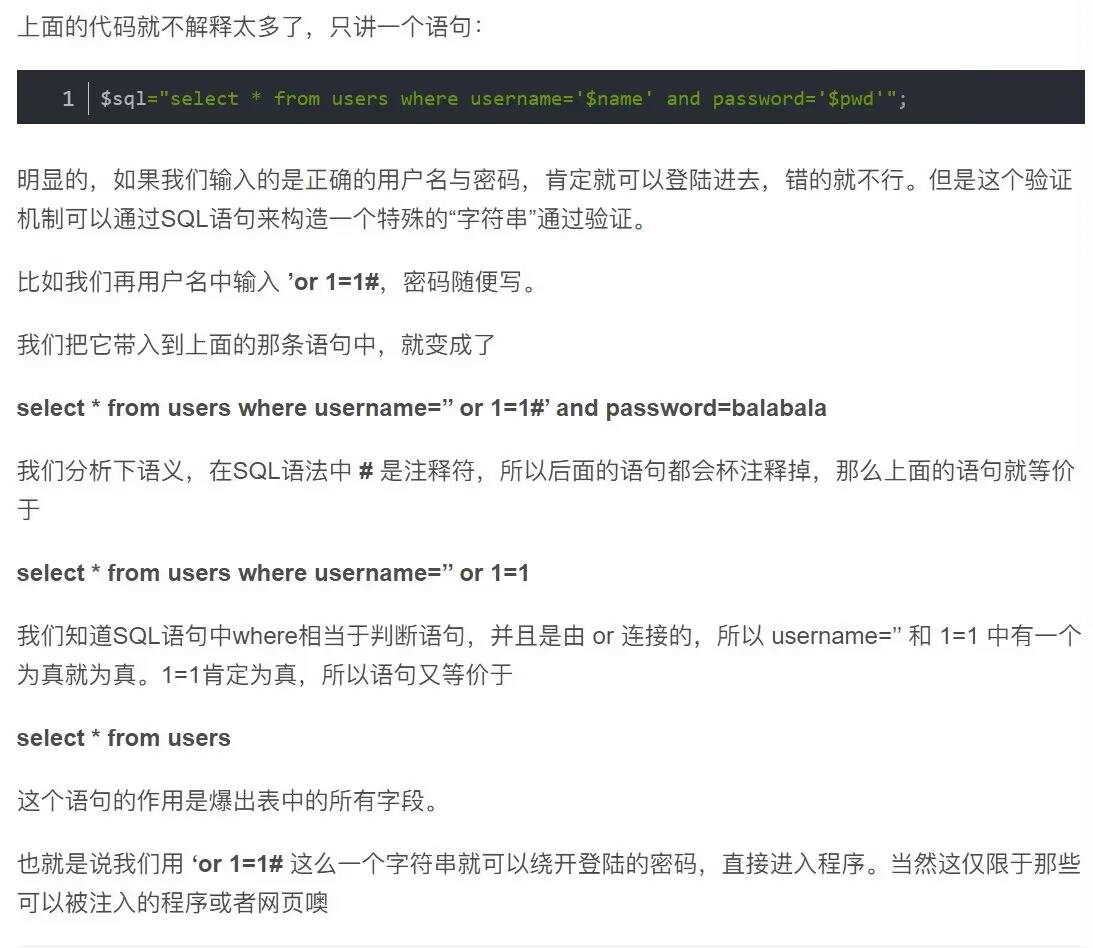 上面的代码就不解释太多了，只讲一个语句：
1 $sql="select * from users where username='$name' and password='$pwd'";
明显的，如果我们输入的是正确的用户名与密码，肯定就可以登陆进去，错的就不行。但是这个验证
机制可以通过SQL语句来构造一个特殊的“字符串”通过验证。
比如我们再用户名中输入 ’or 1=1#，密码随便写。
我们把它带入到上面的那条语句中，就变成了
select * from users where username=’’ or 1=1#’ and password=balabala
我们分析下语义，在SQL语法中 # 是注释符，所以后面的语句都会杯注释掉，那么上面的语句就等价
于
select * from users where username=’’ or 1=1
我们知道SQL语句中where相当于判断语句，并且是由 or 连接的，所以 username=’’ 和 1=1 中有一个
为真就为真。1=1肯定为真，所以语句又等价于
select * from users
这个语句的作用是爆出表中的所有字段。
也就是说我们用 ‘or 1=1# 这么一个字符串就可以绕开登陆的密码，直接进入程序。当然这仅限于那些
可以被注入的程序或者网页噢